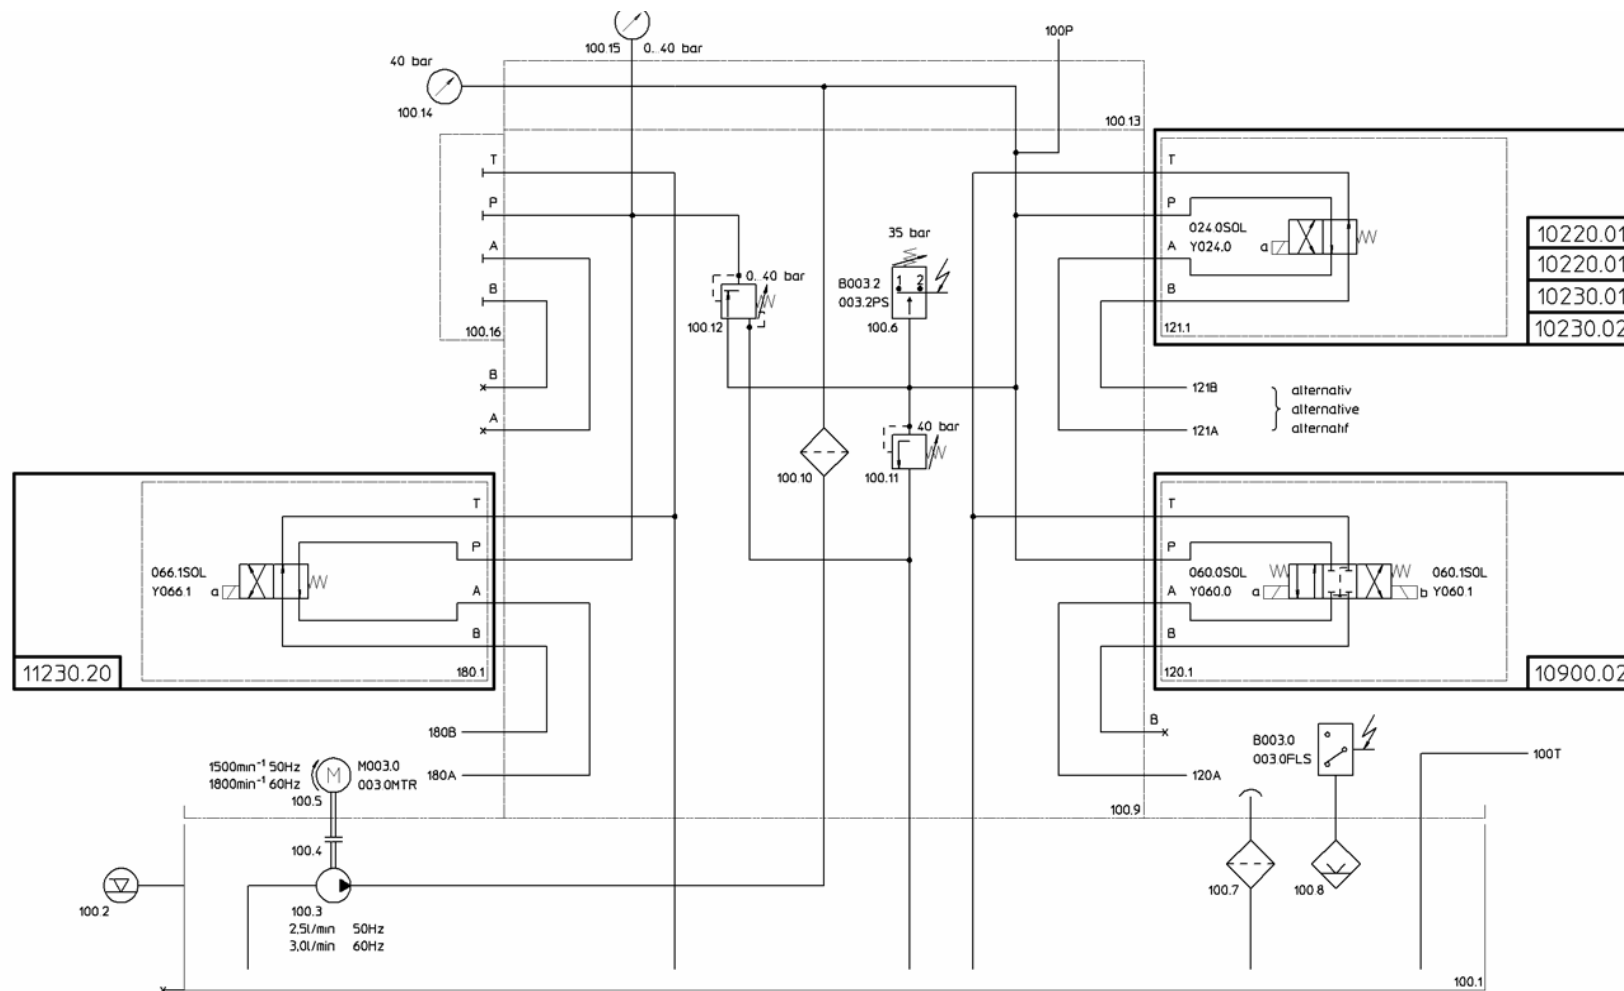 100.15
0..40 bar
100P
40 bar
100.14
100.13
T
P
A
B
100.16
B
A
0..40 bar
100.12
35 bar
B003.2
003.2PS
1 2
100.6
40 bar
100.11
100.10
T
P
A
B
024.0SOL
Y024.0
a
121.1
10220.01
10220.01
10230.01
10230.02
121B
121A
alternativ
alternative
alternatif
T
P
A
B
066.1SOL
Y066.1
a
180.1
11230.20
T
P
A
B
060.0SOL
Y060.0
a
b
060.1SOL
Y060.1
120.1
10900.02
180B
180A
B
120A
1500min⁻¹ 50Hz
1800min⁻¹ 60Hz
M
M003.0
003.0MTR
100.5
100.4
100.9
B003.0
003.0FLS
100T
100.2
100.3
2,5l/min 50Hz
3,0l/min 60Hz
100.7
100.8
100.1